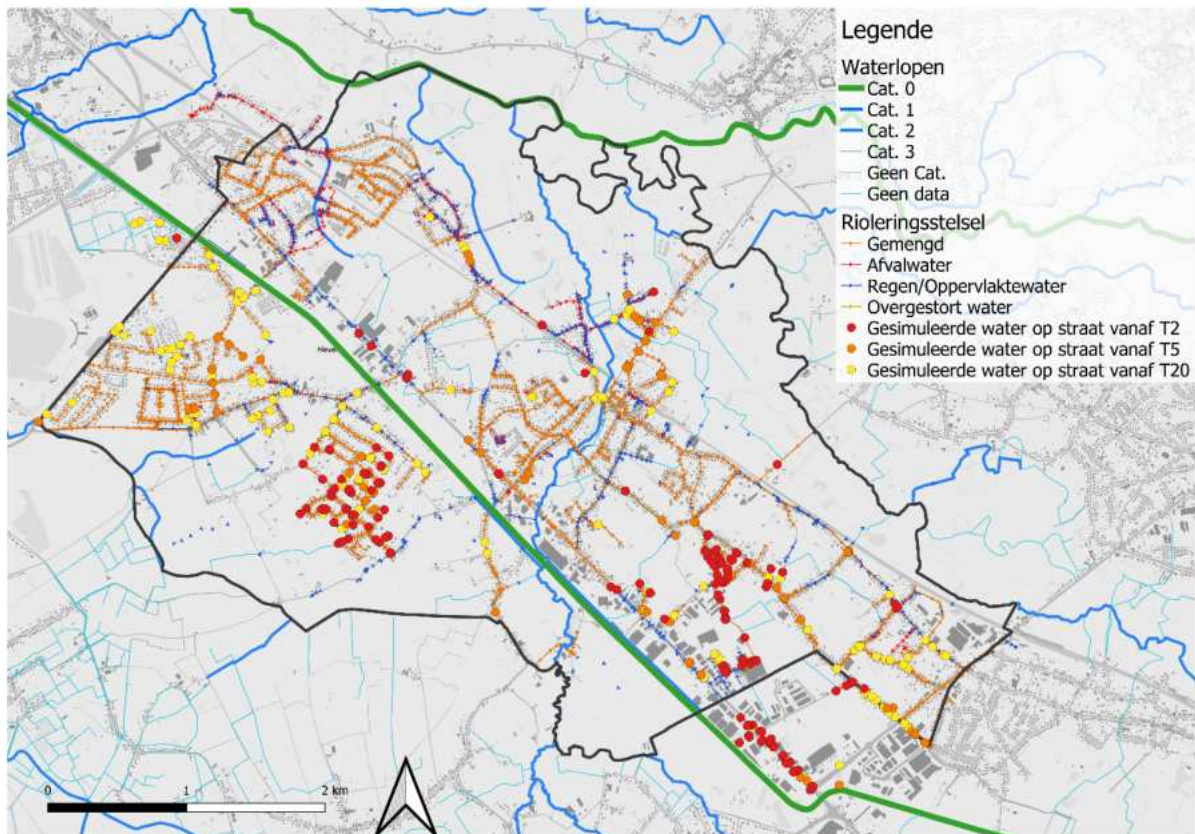 Legende
Waterlopen
Cat. 0
Cat. 1
Cat. 2
Cat. 3
Geen Cat.
Geen data
Rioleringsstelsel
Gemengd
Afvalwater
Regen/Oppervlaktewater
Overgestort water
Gesimuleerde water op straat vanaf T2
Gesimuleerde water op straat vanaf T5
Gesimuleerde water op straat vanaf T20
0 1 2 km